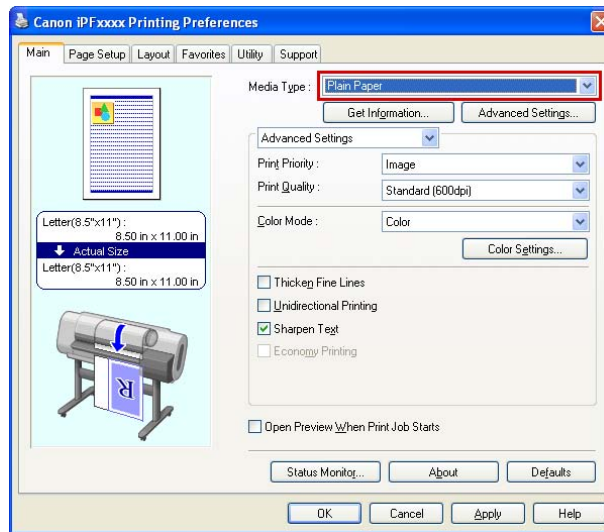 Canon iPFxxxx Printing Preferences
Main Page Setup Layout Favorites Utility Support
Media Type : Plain Paper
Get Information... Advanced Settings...
Advanced Settings
Print Priority : Image
Print Quality : Standard (600dpi)
Color Mode : Color
Color Settings...
Letter(8.5"x11") :
8.50 in x 11.00 in
Actual Size
Letter(8.5"x11") :
8.50 in x 11.00 in
Thicken Fine Lines
Unidirectional Printing
Sharpen Text
Economy Printing
R
Open Preview When Print Job Starts
Status Monitor... About Defaults
OK Cancel Apply Help